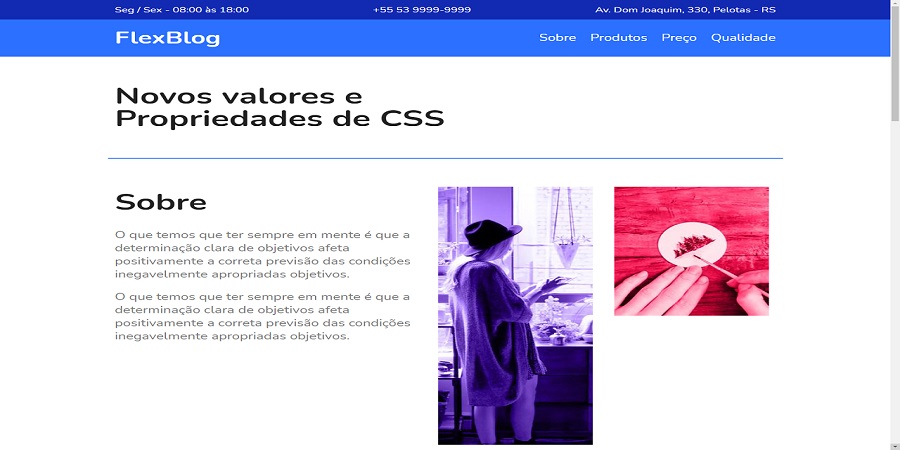 Seg / Sex - 08:00 às 18:00
+55 53 9999-9999
Av. Dom Joaquim, 330, Pelotas - RS
FlexBlog
Sobre Produtos Preço Qualidade
Novos valores e
Propriedades de CSS
Sobre
O que temos que ter sempre em mente é que a
determinação clara de objetivos afeta
positivamente a correta previsão das condições
inegavelmente apropriadas objetivos.
O que temos que ter sempre em mente é que a
determinação clara de objetivos afeta
positivamente a correta previsão das condições
inegavelmente apropriadas objetivos.